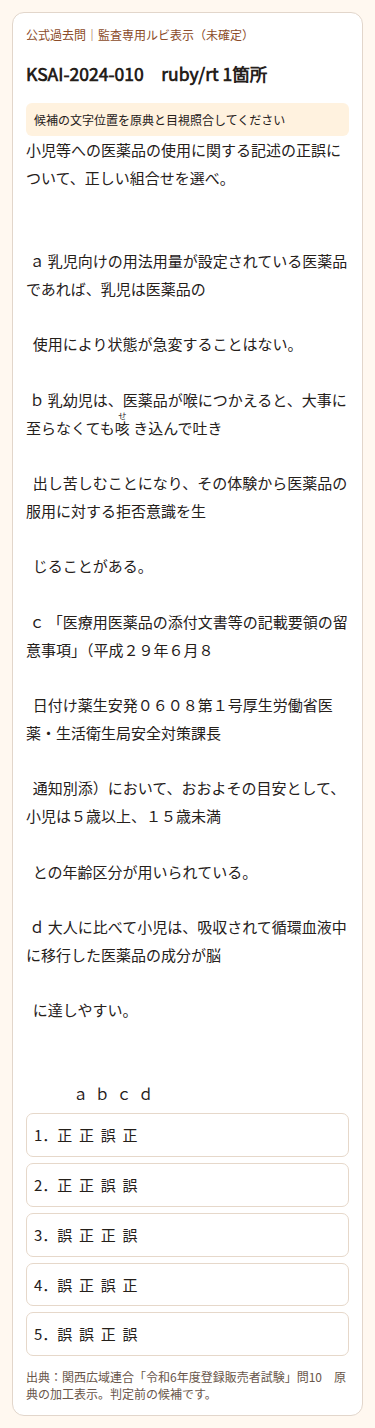 公式過去問｜監査専用ルビ表示（未確定）
KSAI-2024-010　ruby/rt 1箇所
候補の文字位置を原典と目視照合してください
小児等への医薬品の使用に関する記述の正誤に
ついて、正しい組合せを選べ。
ａ 乳児向けの用法用量が設定されている医薬品
であれば、乳児は医薬品の
使用により状態が急変することはない。
ｂ 乳幼児は、医薬品が喉につかえると、大事に
せ
至らなくても咳 き込んで吐き
出し苦しむことになり、その体験から医薬品の
服用に対する拒否意識を生
じることがある。
ｃ 「医療用医薬品の添付文書等の記載要領の留
意事項」（平成２９年６月８
日付け薬生安発０６０８第１号厚生労働省医
薬・生活衛生局安全対策課長
通知別添）において、おおよその目安として、
小児は５歳以上、１５歳未満
との年齢区分が用いられている。
ｄ 大人に比べて小児は、吸収されて循環血液中
に移行した医薬品の成分が脳
に達しやすい。
ａ ｂ ｃ ｄ
1．正 正 誤 正
2．正 正 誤 誤
3．誤 正 正 誤
4．誤 正 誤 正
5．誤 誤 正 誤
出典：関西広域連合「令和6年度登録販売者試験」問10　原
典の加工表示。判定前の候補です。